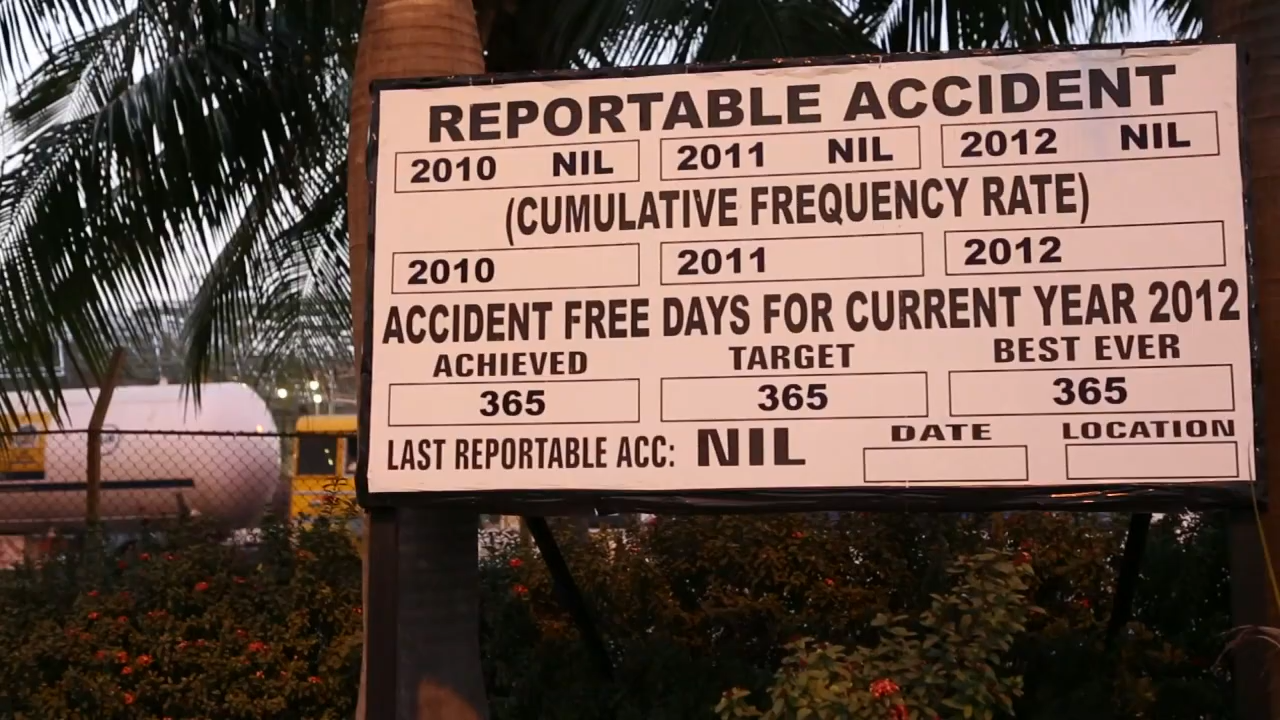 REPORTABLE ACCIDENT
2010 NIL 2011 NIL 2012 NIL
(CUMULATIVE FREQUENCY RATE)
2010 2011 2012
ACCIDENT FREE DAYS FOR CURRENT YEAR 2012
ACHIEVED TARGET BEST EVER
365 365 365
LAST REPORTABLE ACC: NIL DATE LOCATION